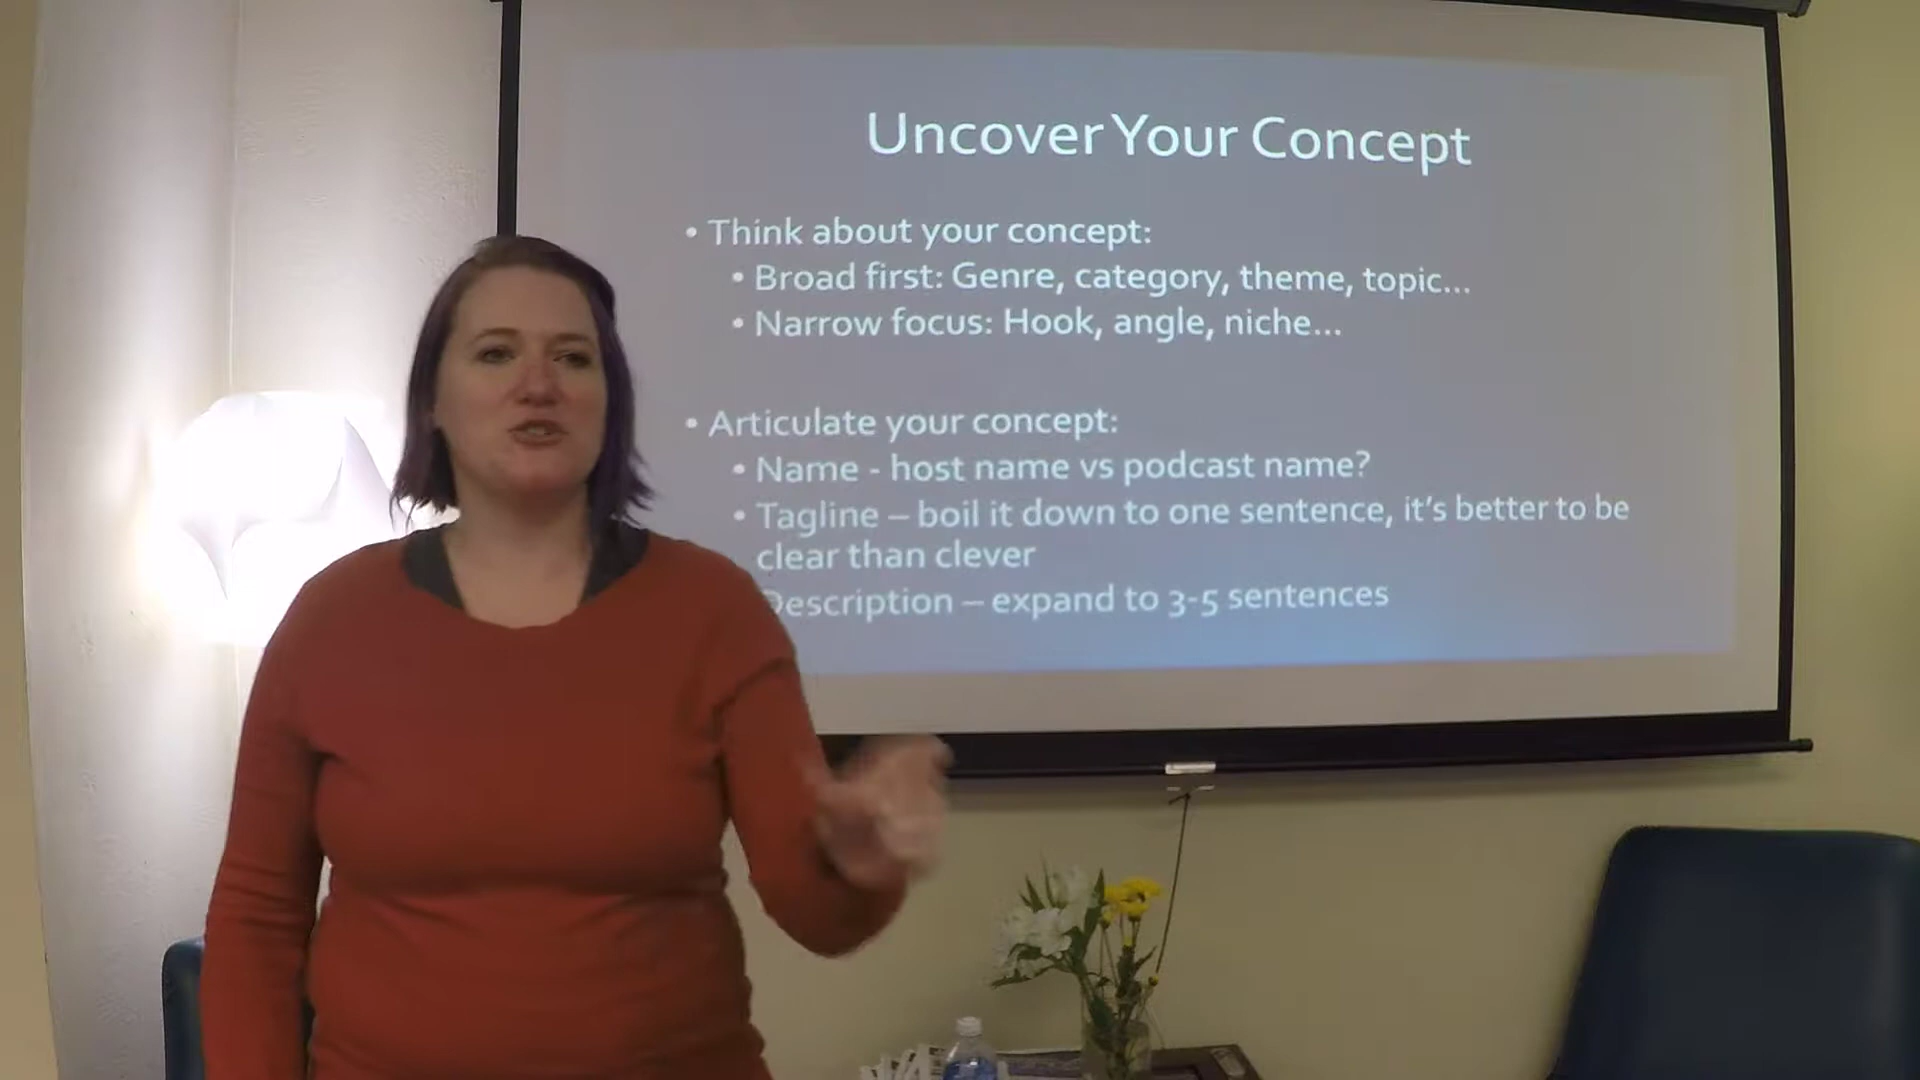 Uncover Your Concept
• Think about your concept:
• Broad first: Genre, category, theme, topic...
• Narrow focus: Hook, angle, niche...
• Articulate your concept:
• Name - host name vs podcast name?
• Tagline – boil it down to one sentence, it's better to be
clear than clever
Description – expand to 3-5 sentences